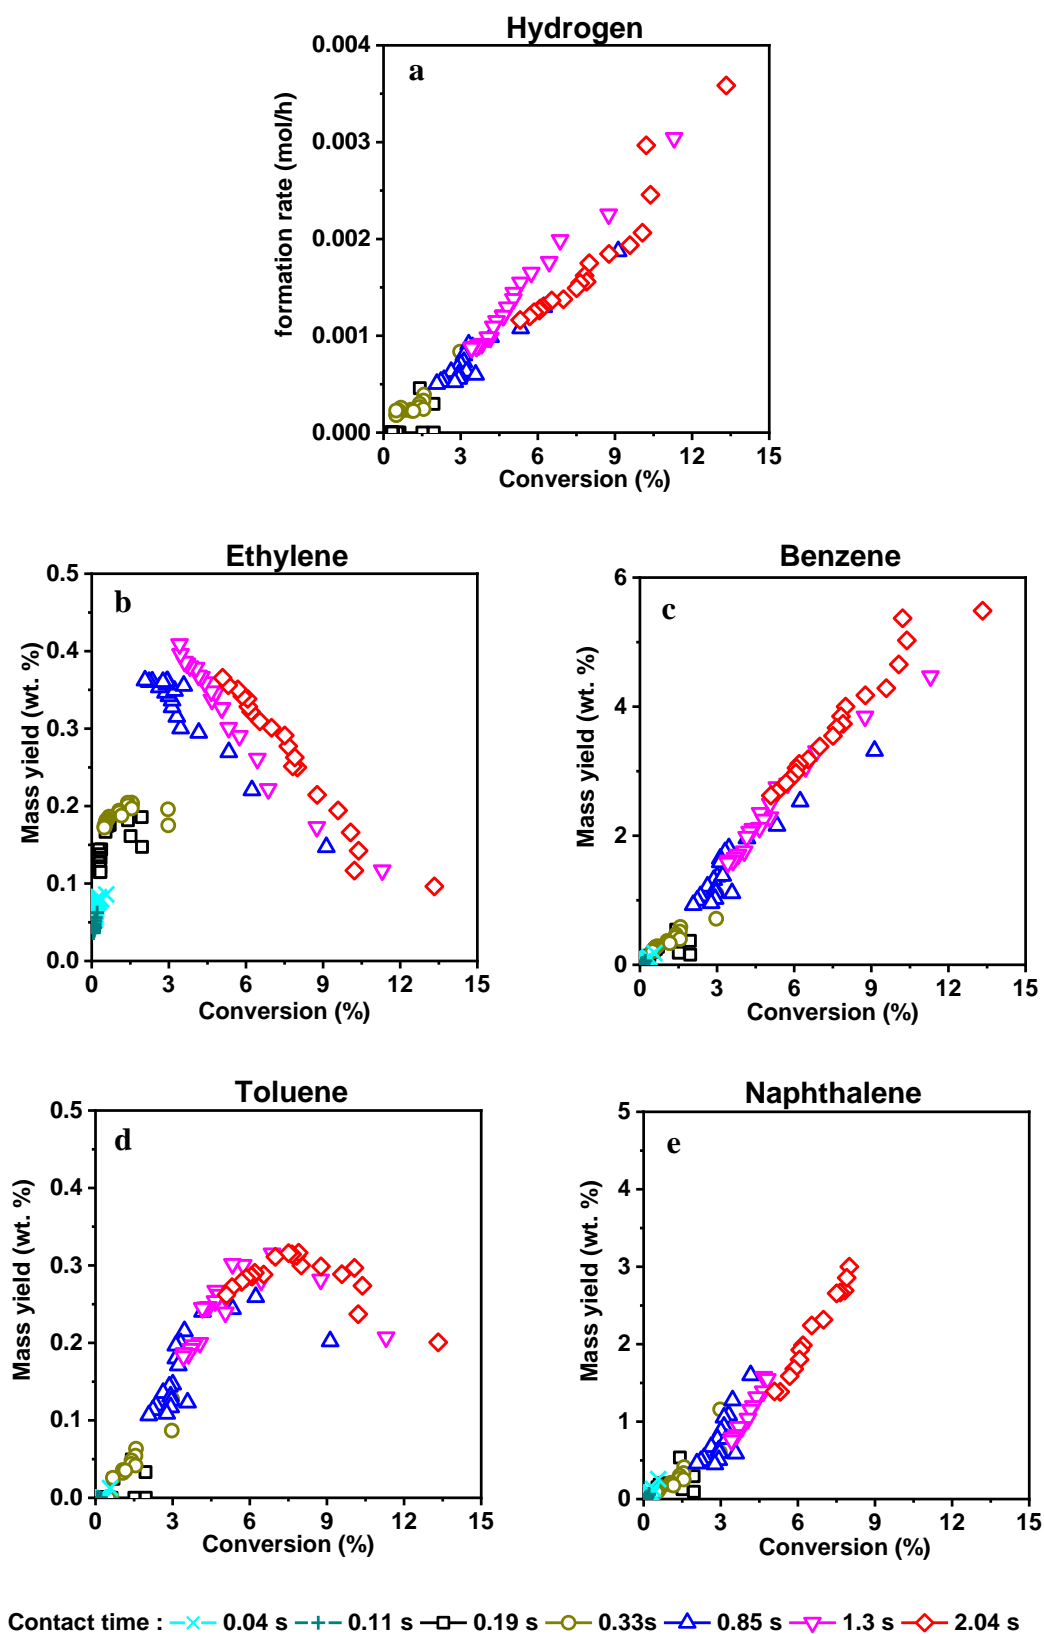 Hydrogen
a
formation rate (mol/h)
0.004
0.003
0.002
0.001
0.000
0 3 6 9 12 15
Conversion (%)
Ethylene
b
Mass yield (wt. %)
0.5
0.4
0.3
0.2
0.1
0.0
0 3 6 9 12 15
Conversion (%)
Benzene
c
Mass yield (wt. %)
6
4
2
0
0 3 6 9 12 15
Conversion (%)
Toluene
d
Mass yield (wt. %)
0.5
0.4
0.3
0.2
0.1
0.0
0 3 6 9 12 15
Conversion (%)
Naphthalene
e
Mass yield (wt. %)
5
4
3
2
1
0
0 3 6 9 12 15
Conversion (%)
Contact time : 0.04 s 0.11 s 0.19 s 0.33s 0.85 s 1.3 s 2.04 s